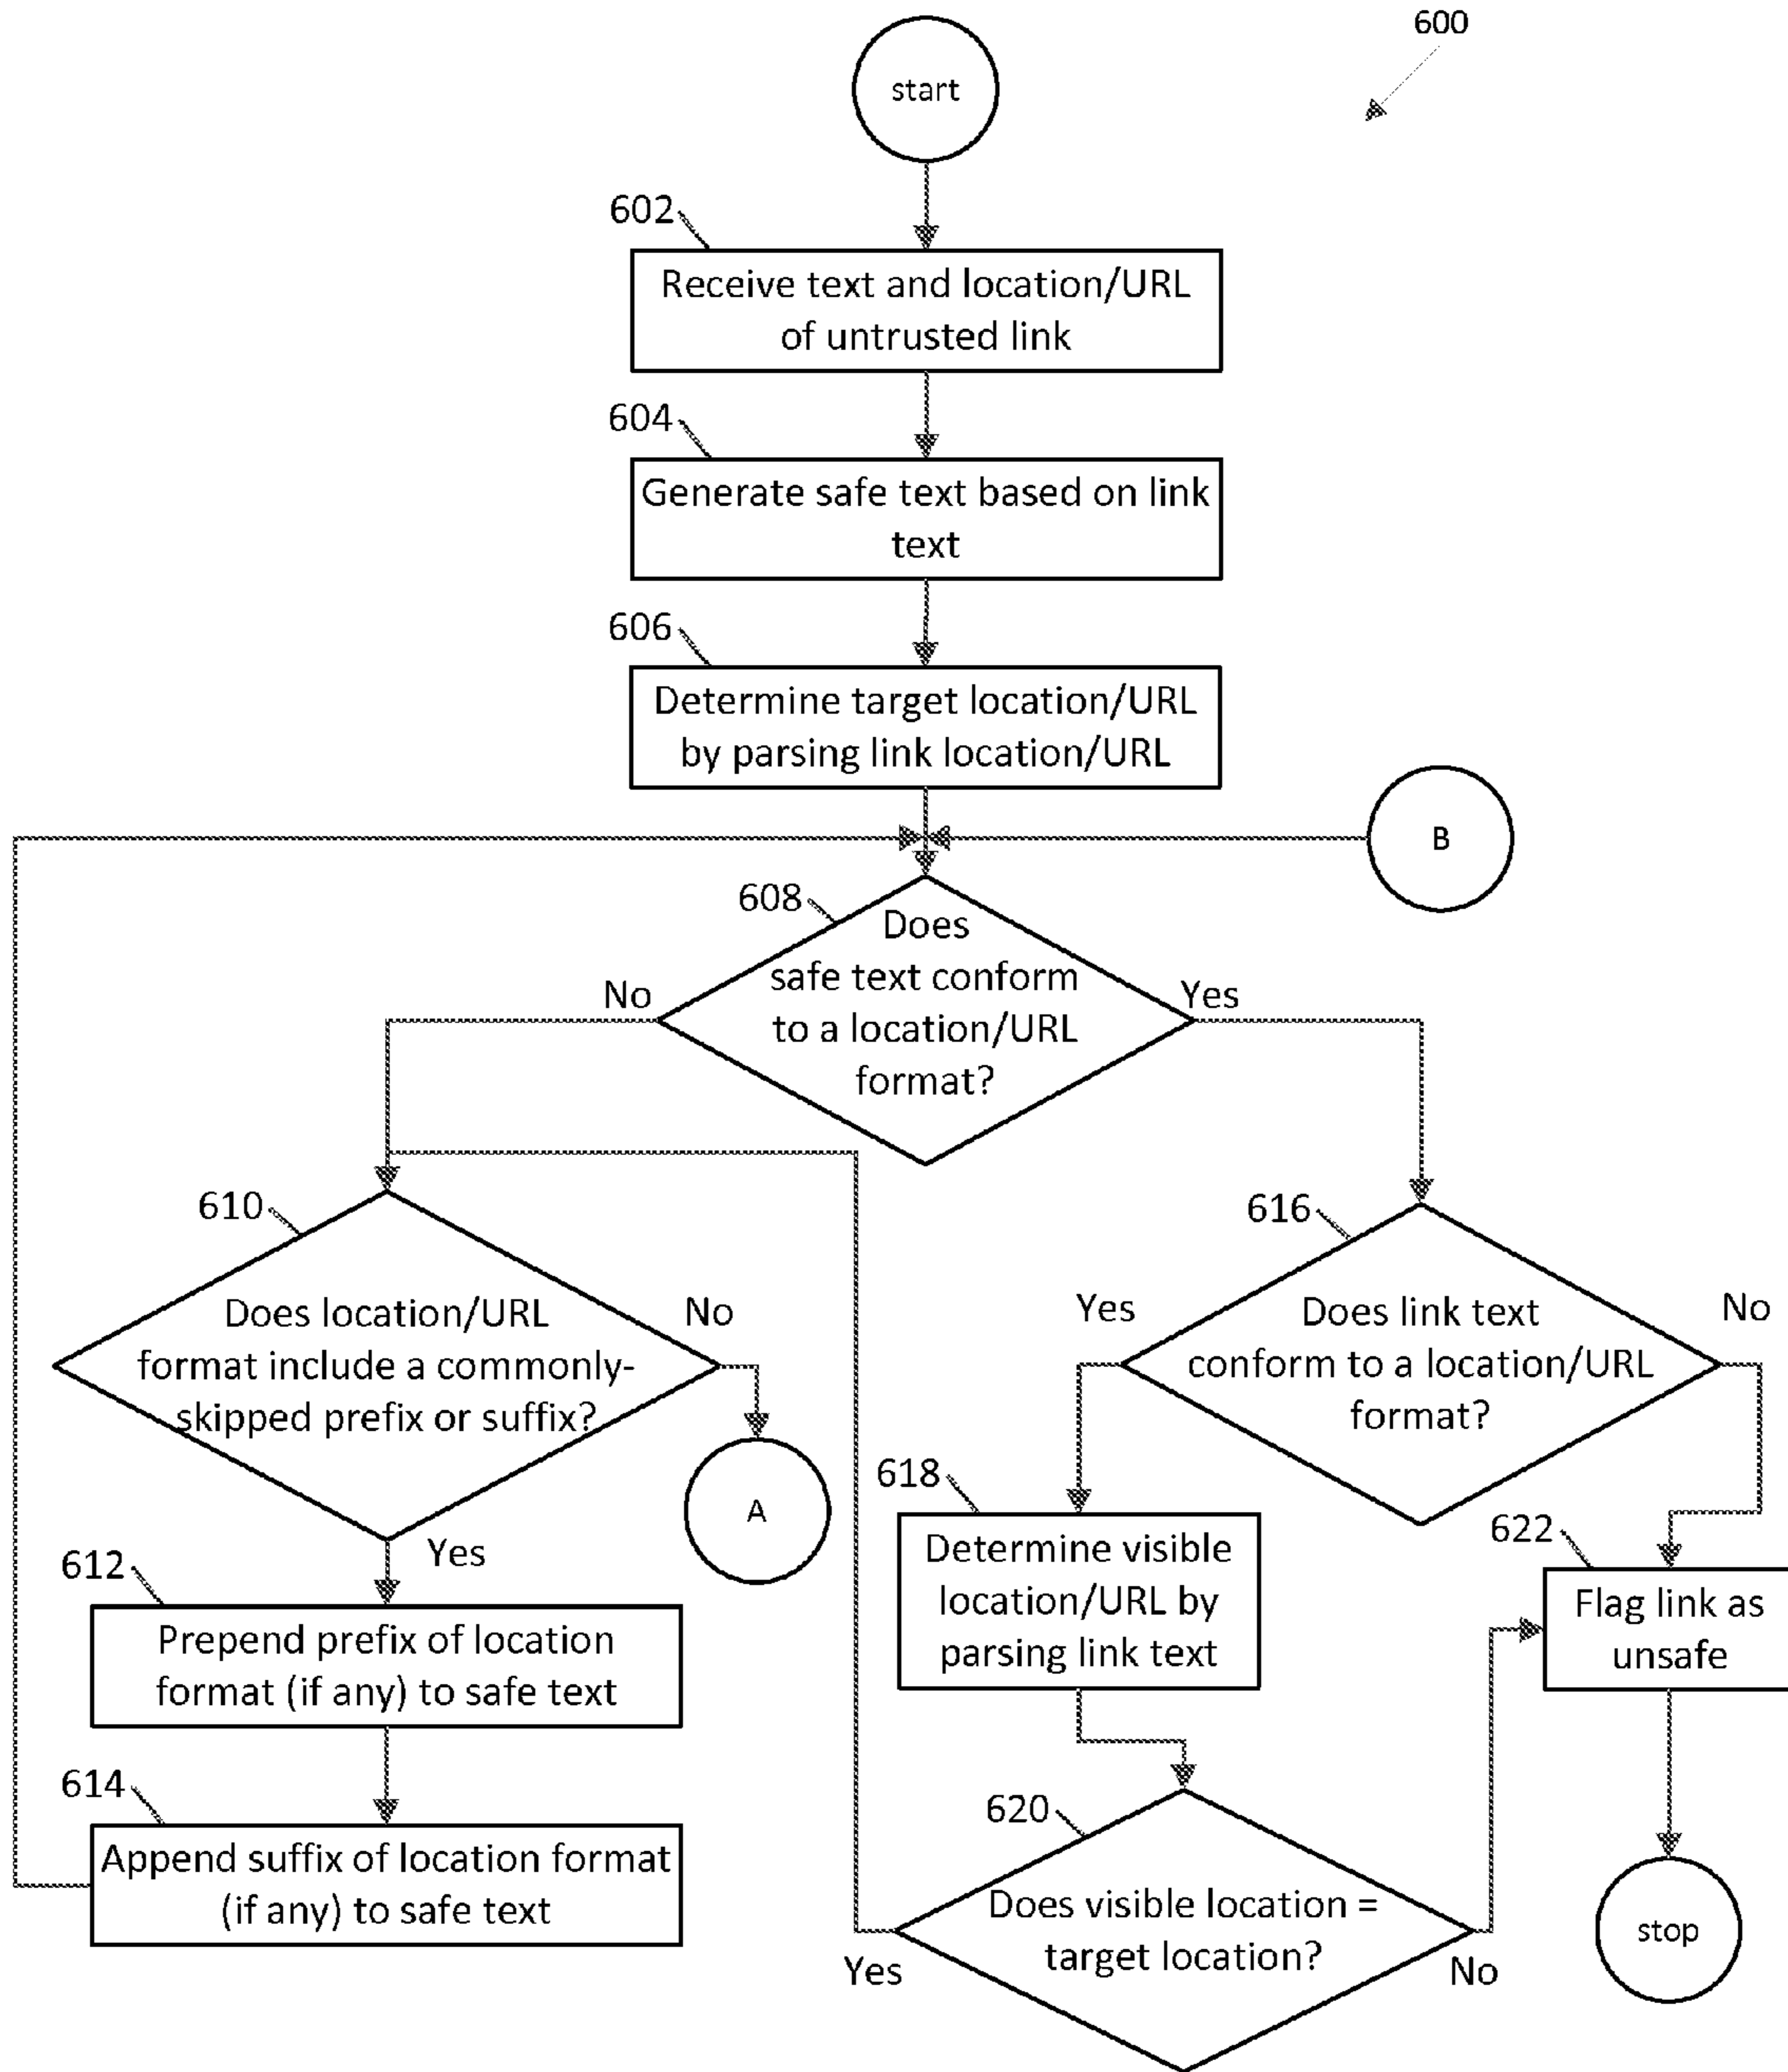 600
start
602
Receive text and location/URL
of untrusted link
604
Generate safe text based on link
text
606
Determine target location/URL
by parsing link location/URL
B
608
Does
safe text conform
to a location/URL
format?
No
Yes
610
Does location/URL
format include a commonly-
skipped prefix or suffix?
No
Yes
A
616
Does link text
conform to a location/URL
format?
Yes
No
612
Prepend prefix of location
format (if any) to safe text
614
Append suffix of location format
(if any) to safe text
618
Determine visible
location/URL by
parsing link text
622
Flag link as
unsafe
620
Does visible location =
target location?
Yes
No
stop